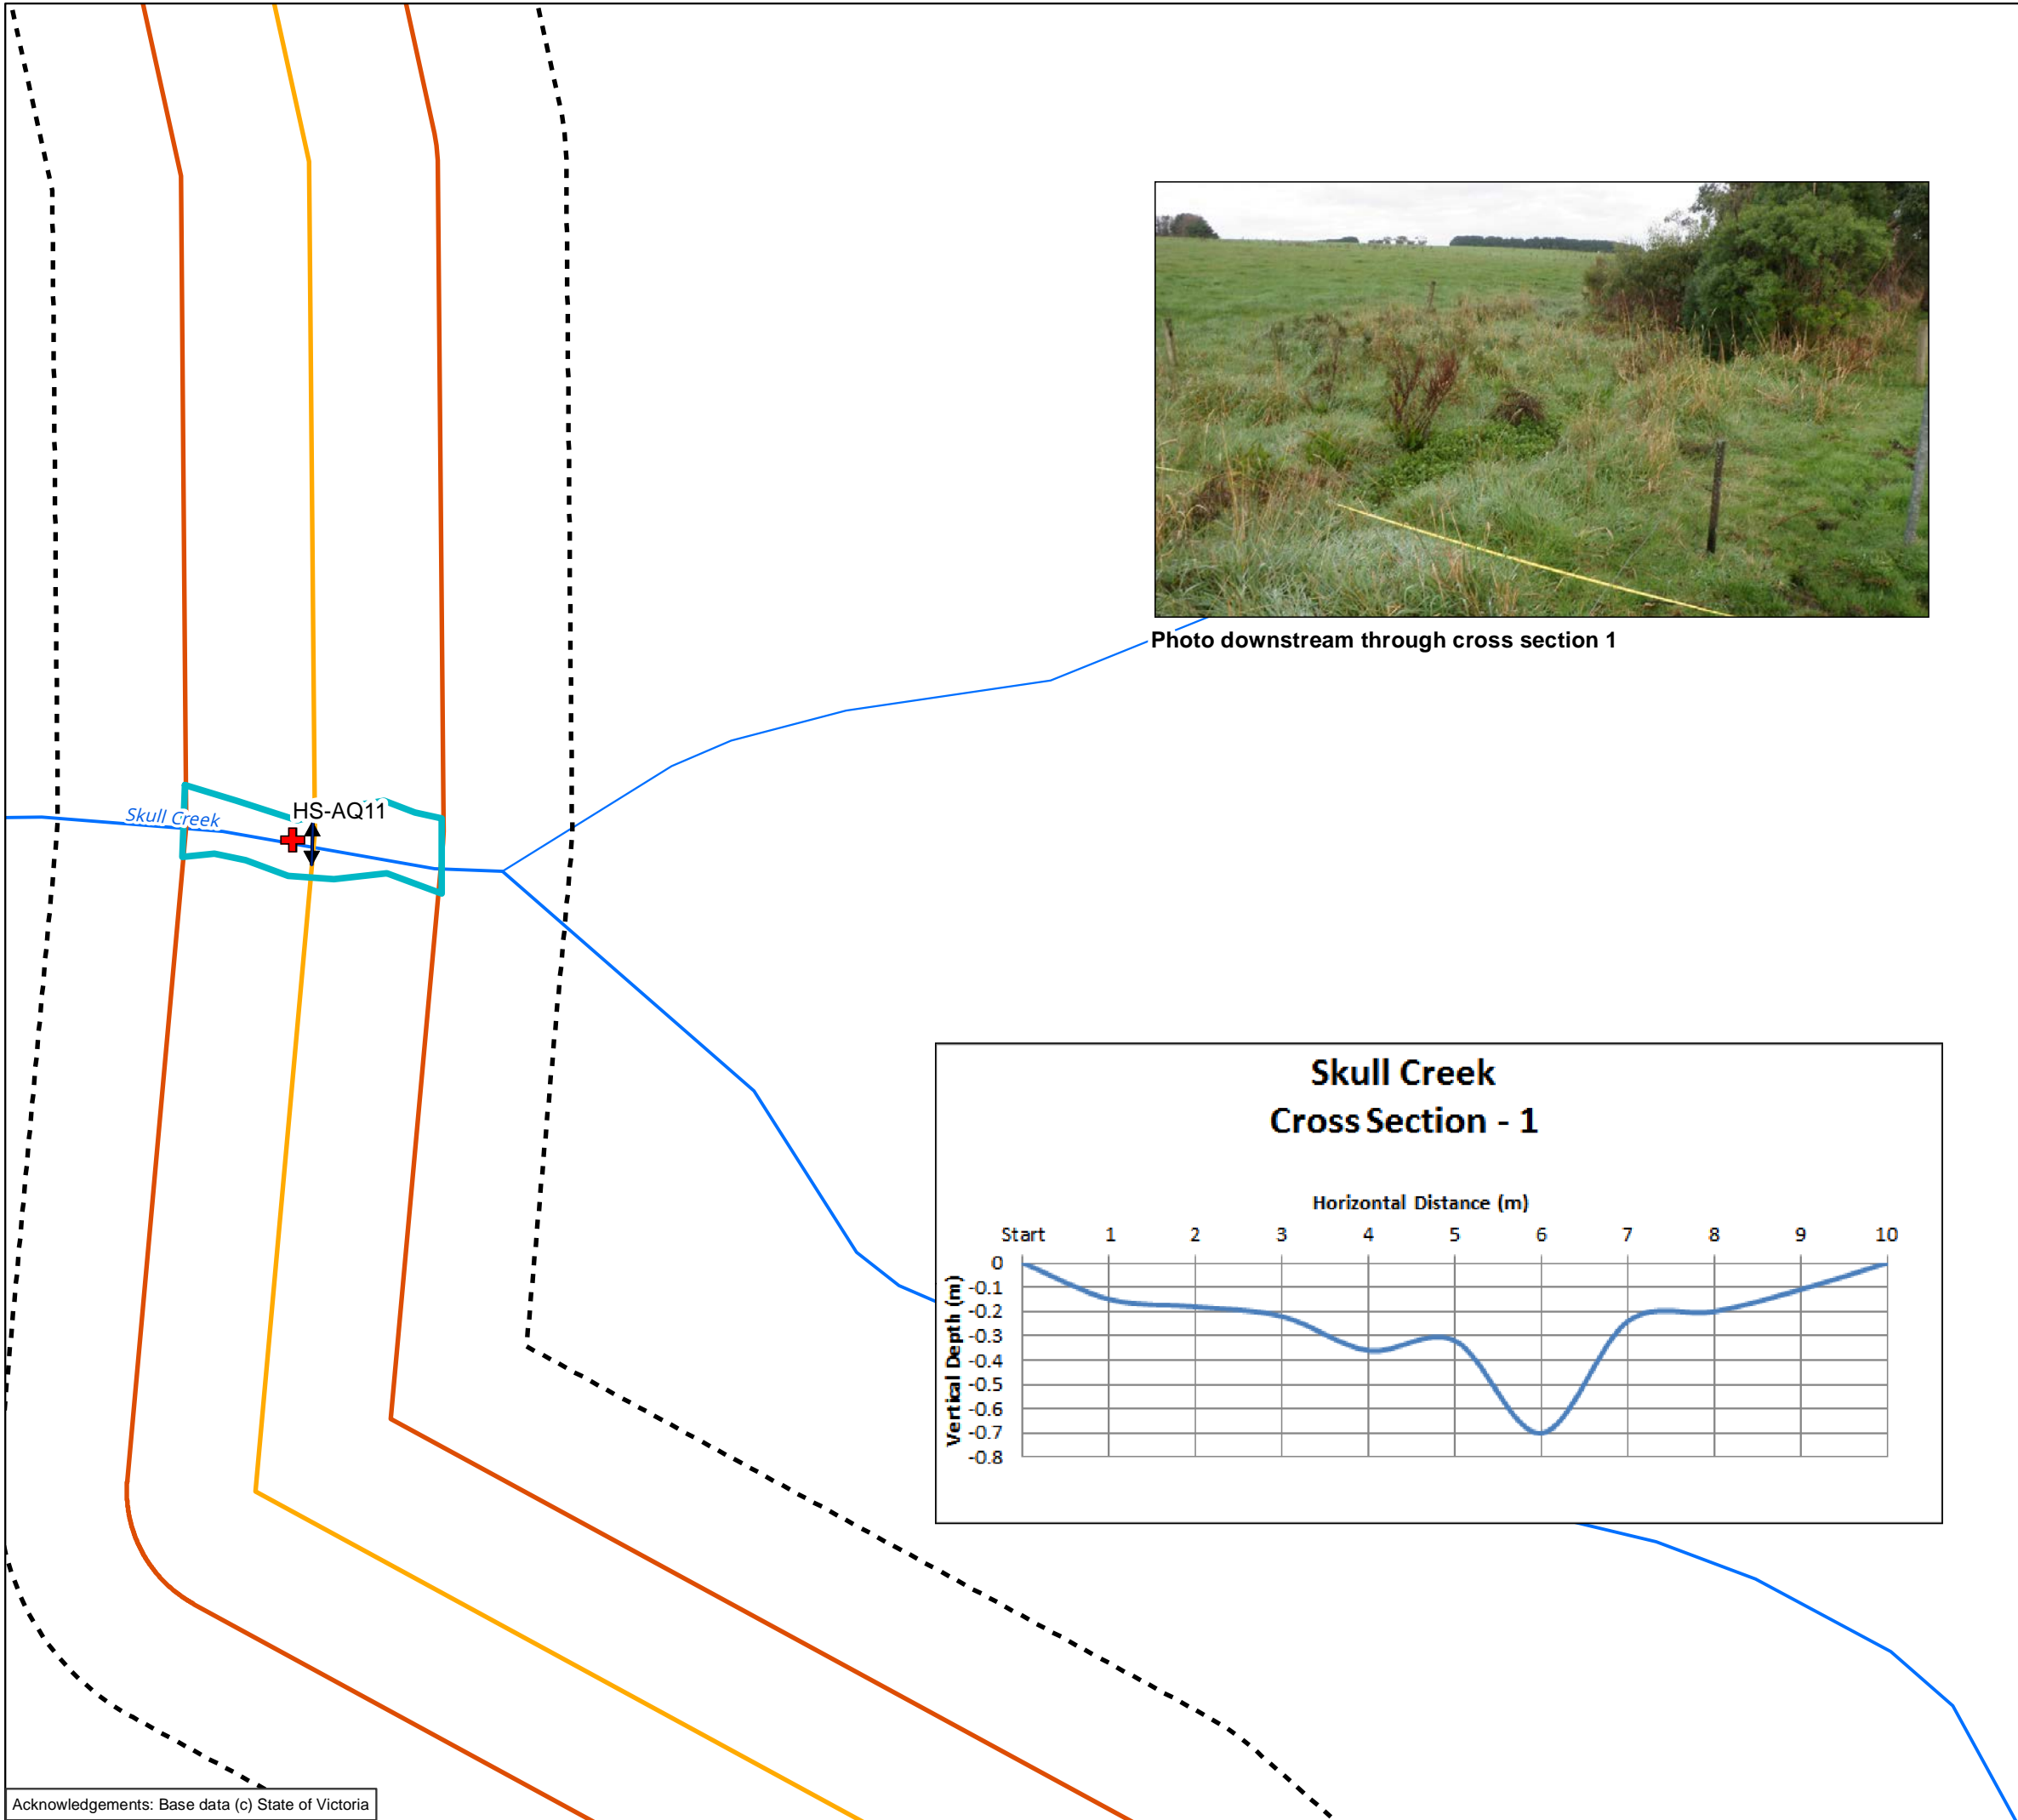 Photo downstream through cross section 1
HS-AQ11
Skull Creek
Skull Creek
Cross Section - 1
Horizontal Distance (m)
Start 1 2 3 4 5 6 7 8 9 10
Vertical Depth (m)
0
-0.1
-0.2
-0.3
-0.4
-0.5
-0.6
-0.7
-0.8
Acknowledgements: Base data (c) State of Victoria